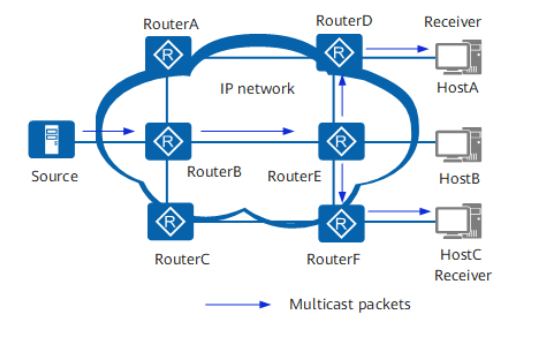 RouterA
RouterD
Receiver
R
R
IP network
HostA
R
R
Source
RouterB
RouterE
HostB
R
R
RouterC
RouterF
HostC
Receiver
Multicast packets